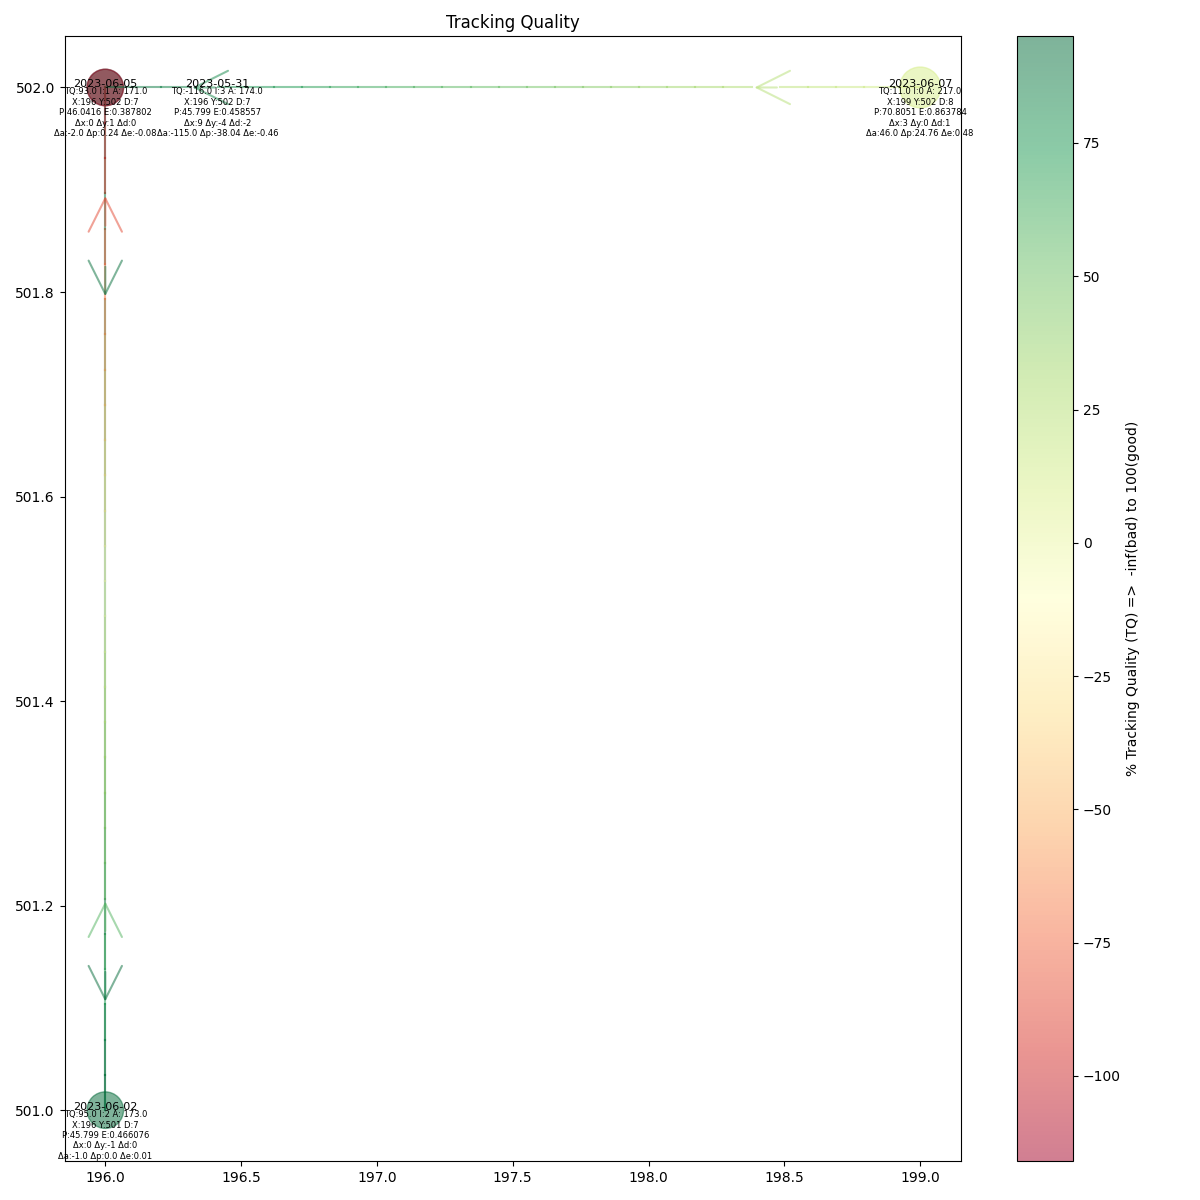 Tracking Quality
502.0
501.8
501.6
501.4
501.2
501.0
196.0
196.5
197.0
197.5
198.0
198.5
199.0
2023-06-05
TQ:93.0 I:1 A: 171.0
X:196 Y:502 D:7
P:46.0416 E:0.387802
Δx:0 Δy:1 Δd:0
Δa:-2.0 Δp:0.24 Δe:-0.08
2023-05-31
TQ:-116.0 I:3 A: 174.0
X:196 Y:502 D:7
P:45.799 E:0.458557
Δx:9 Δy:-4 Δd:-2
Δa:-115.0 Δp:-38.04 Δe:-0.46
2023-06-07
TQ:11.0 I:0 A: 217.0
X:199 Y:502 D:8
P:70.8051 E:0.863784
Δx:3 Δy:0 Δd:1
Δa:46.0 Δp:24.76 Δe:0.48
2023-06-02
TQ:95.0 I:2 A: 173.0
X:196 Y:501 D:7
P:45.799 E:0.466076
Δx:0 Δy:-1 Δd:0
Δa:-1.0 Δp:0.0 Δe:0.01
75
50
25
0
−25
−50
−75
−100
% Tracking Quality (TQ) => -inf(bad) to 100(good)